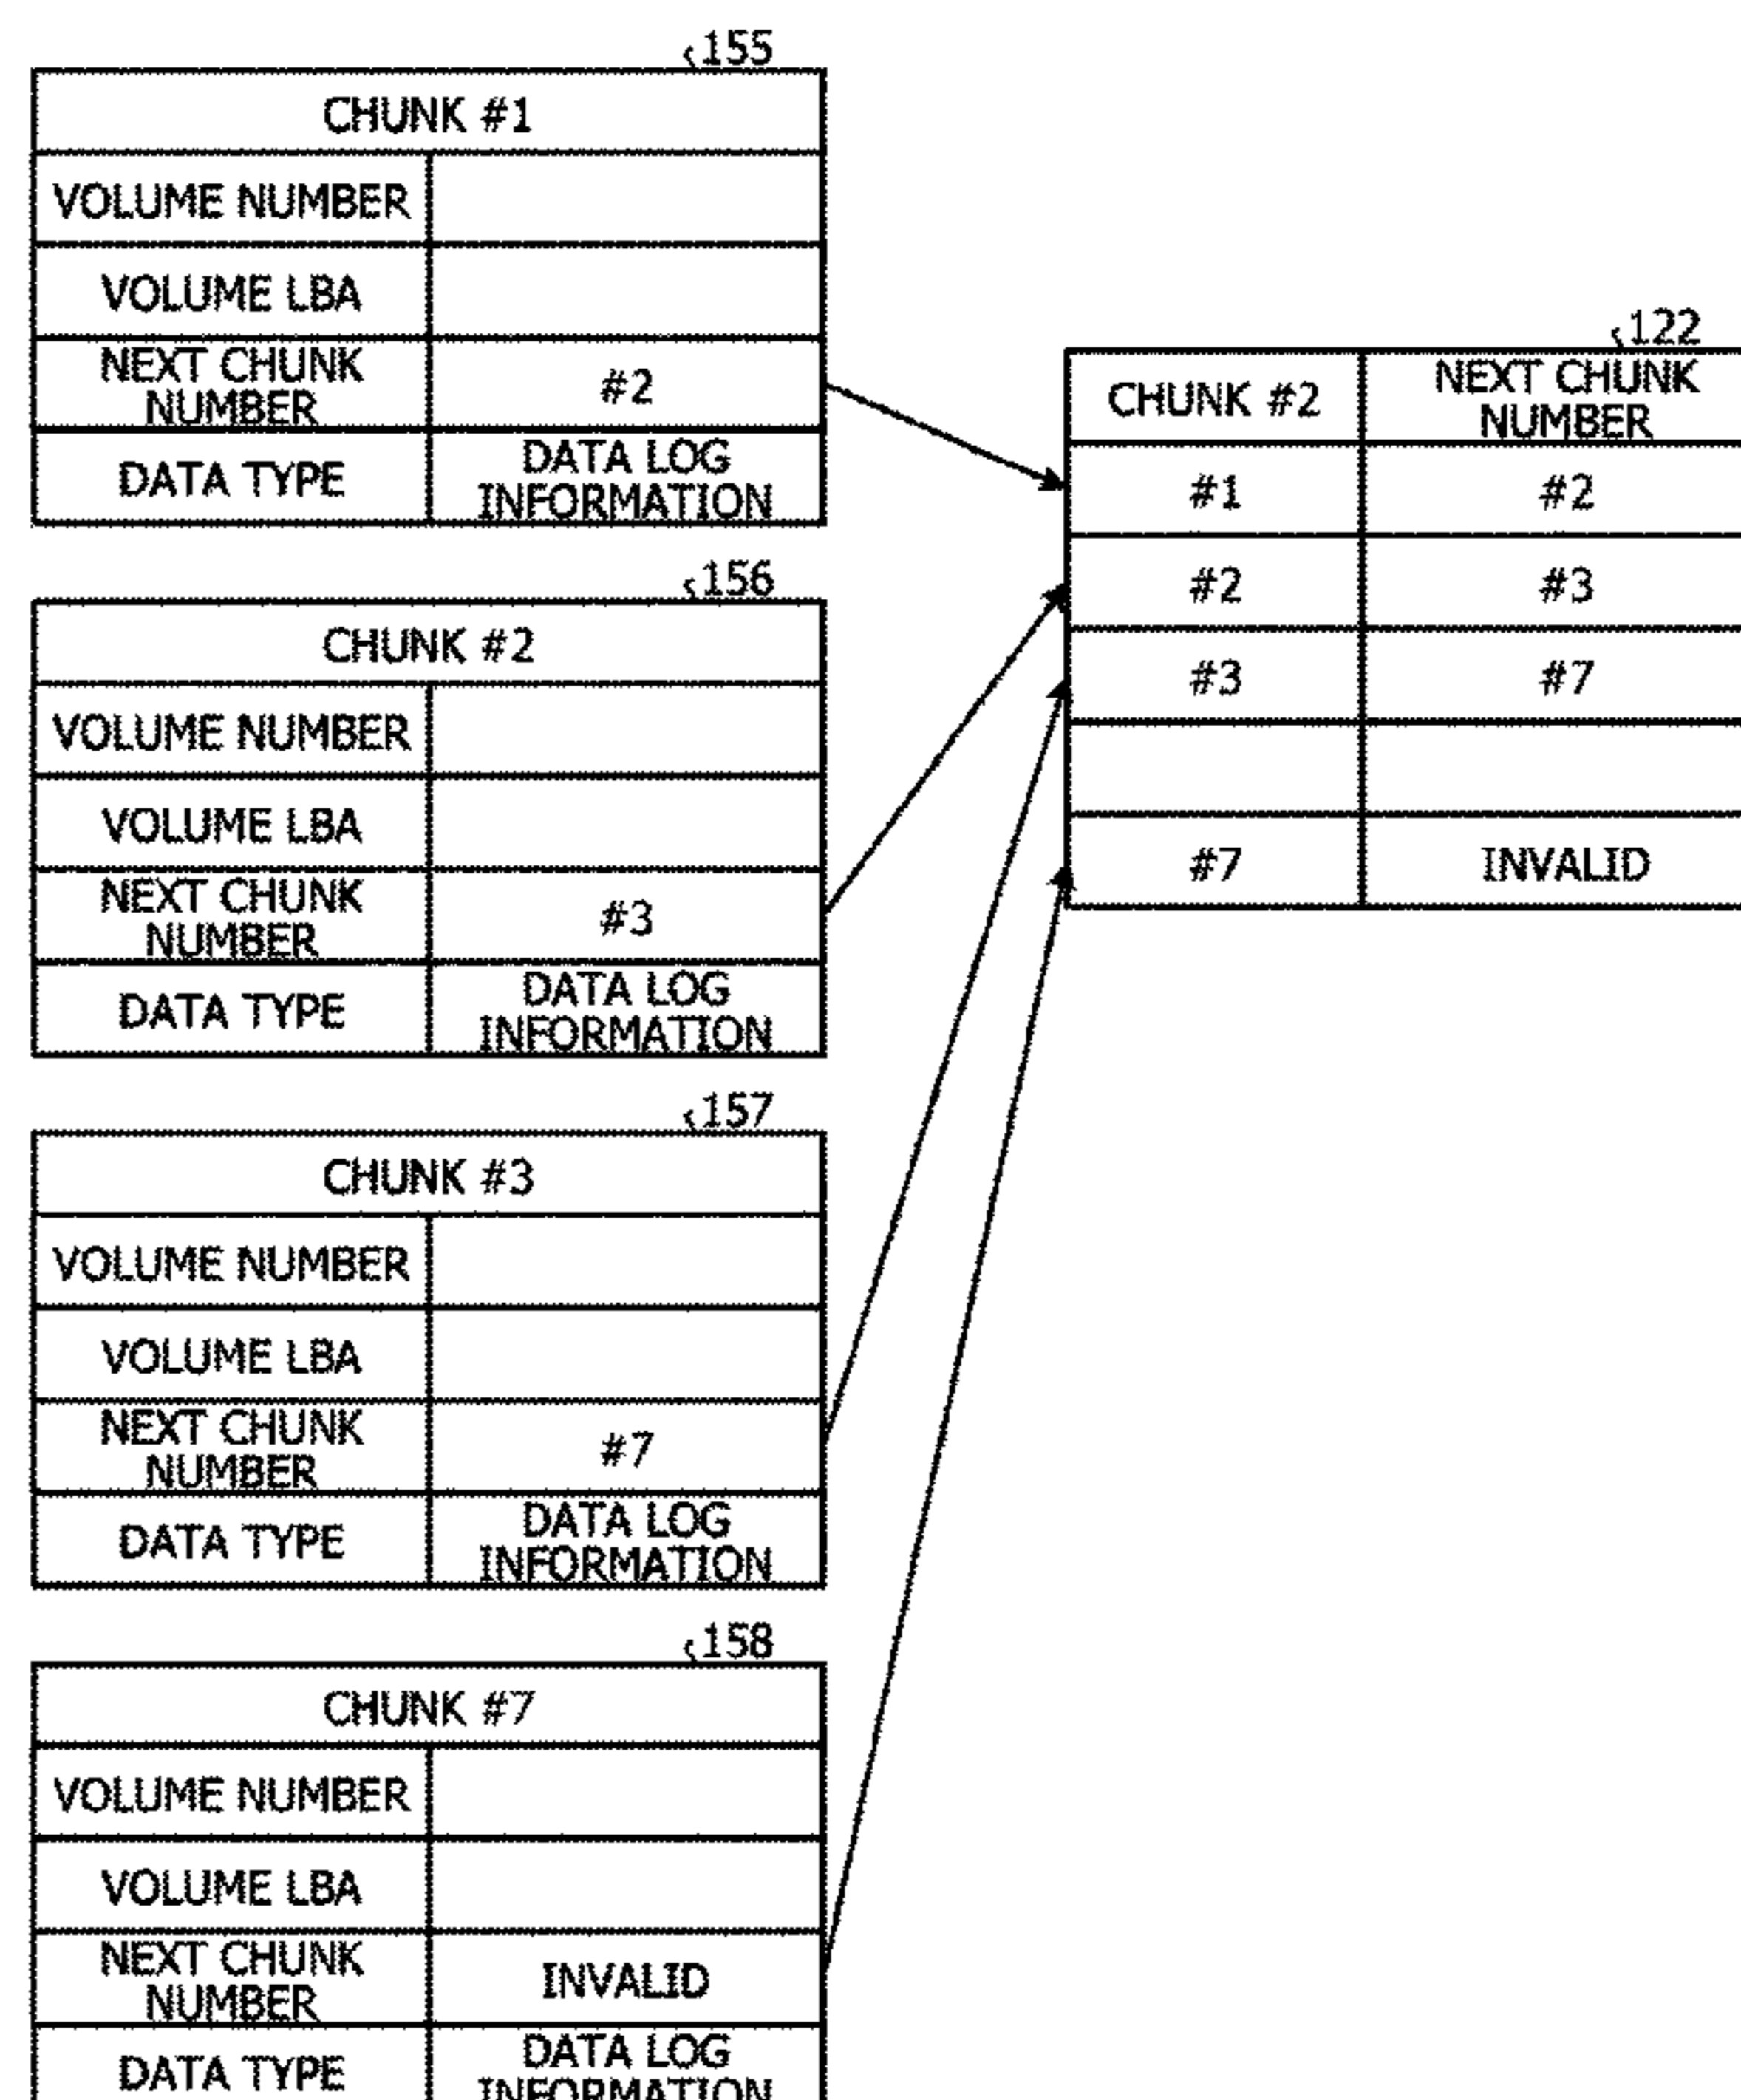 155
CHUNK #1
VOLUME NUMBER
VOLUME LBA
NEXT CHUNK
NUMBER
#2
DATA TYPE
DATA LOG
INFORMATION
156
CHUNK #2
VOLUME NUMBER
VOLUME LBA
NEXT CHUNK
NUMBER
#3
DATA TYPE
DATA LOG
INFORMATION
157
CHUNK #3
VOLUME NUMBER
VOLUME LBA
NEXT CHUNK
NUMBER
#7
DATA TYPE
DATA LOG
INFORMATION
158
CHUNK #7
VOLUME NUMBER
VOLUME LBA
NEXT CHUNK
NUMBER
INVALID
DATA TYPE
DATA LOG
INFORMATION
122
CHUNK #2
NEXT CHUNK
NUMBER
#1
#2
#2
#3
#3
#7
#7
INVALID